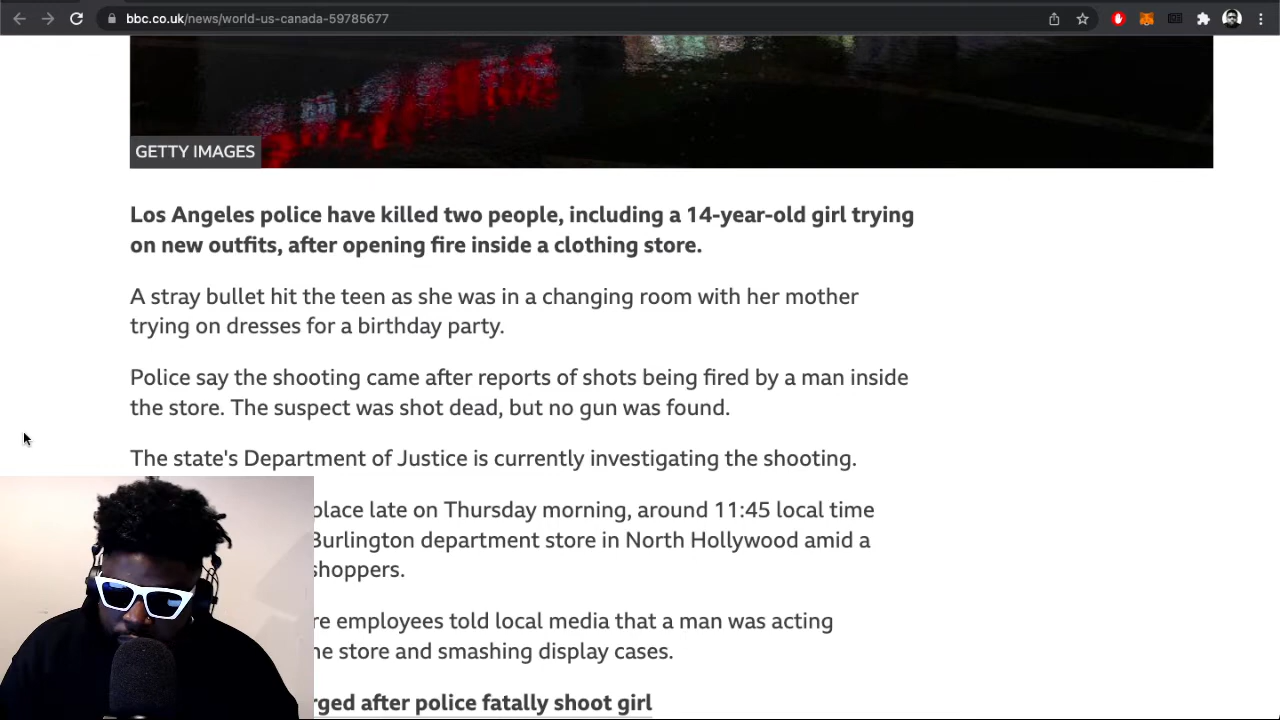 bbc.co.uk/news/world-us-canada-59785677
GETTY IMAGES
Los Angeles police have killed two people, including a 14-year-old girl trying
on new outfits, after opening fire inside a clothing store.
A stray bullet hit the teen as she was in a changing room with her mother
trying on dresses for a birthday party.
Police say the shooting came after reports of shots being fired by a man inside
the store. The suspect was shot dead, but no gun was found.
The state's Department of Justice is currently investigating the shooting.
place late on Thursday morning, around 11:45 local time
Burlington department store in North Hollywood amid a
shoppers.
employees told local media that a man was acting
store and smashing display cases.
after police fatally shoot girl